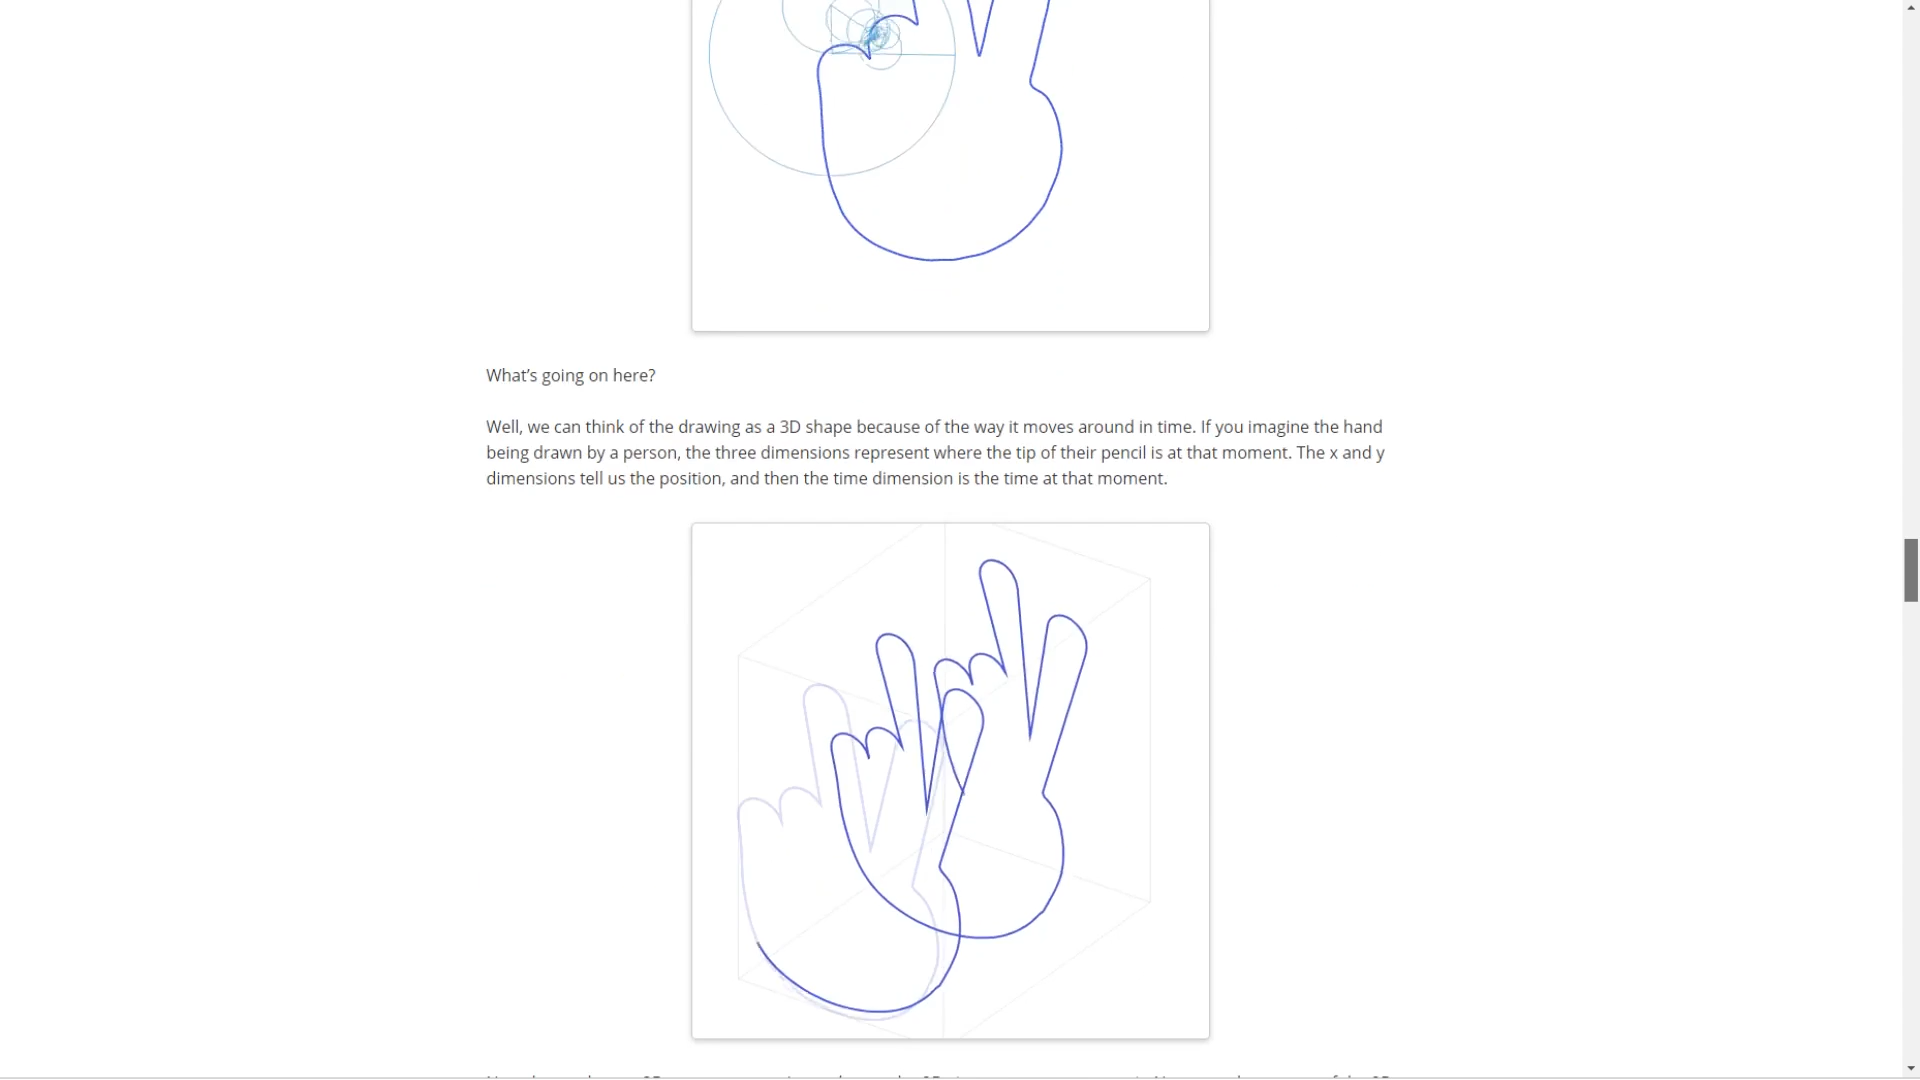 What’s going on here?
Well, we can think of the drawing as a 3D shape because of the way it moves around in time. If you imagine the hand
being drawn by a person, the three dimensions represent where the tip of their pencil is at that moment. The x and y
dimensions tell us the position, and then the time dimension is the time at that moment.